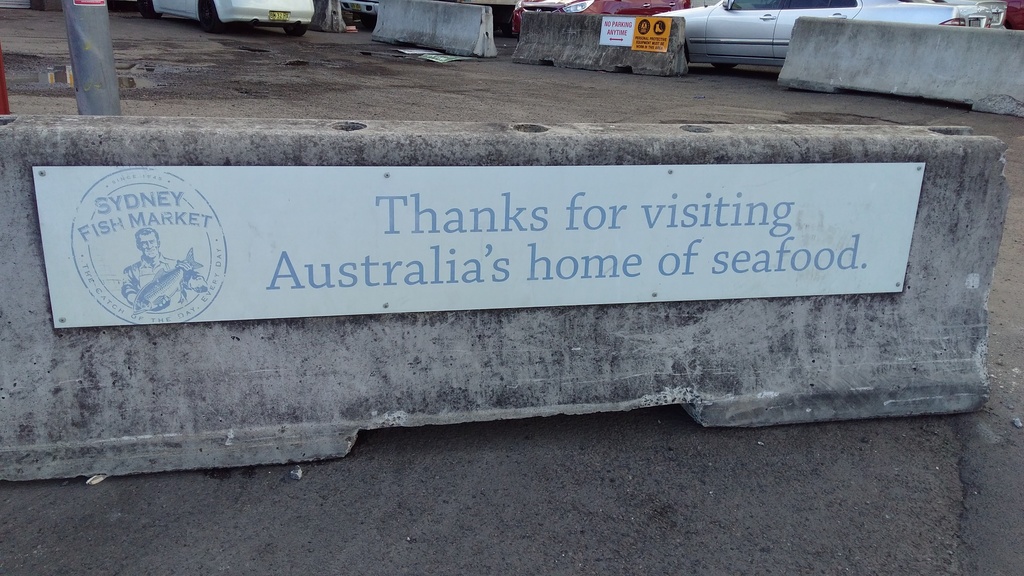 SYDNEY
FISH MARKET
THE CATCH OF THE DAY, EVERY DAY.
Thanks for visiting
Australia's home of seafood.
NO PARKING
ANYTIME